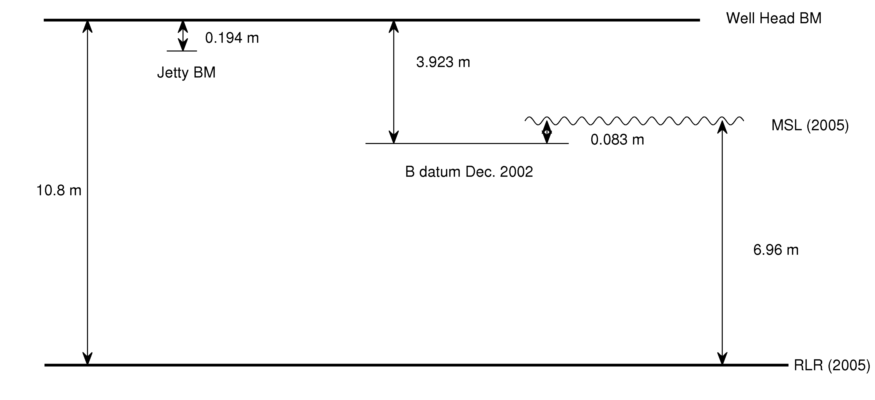 Well Head BM
0.194 m
Jetty BM
3.923 m
MSL (2005)
0.083 m
B datum Dec. 2002
10.8 m
6.96 m
RLR (2005)